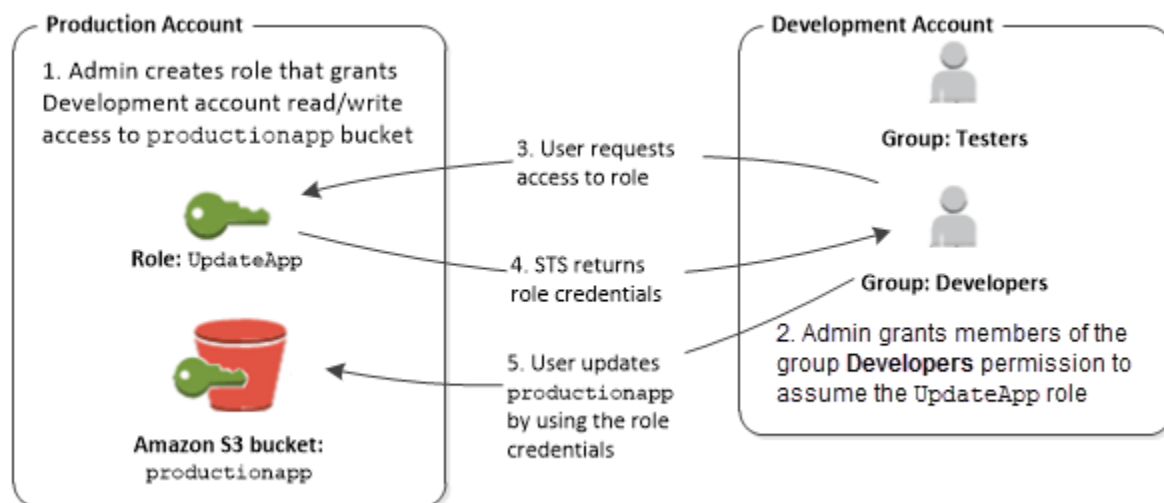 Production Account
1. Admin creates role that grants
Development account read/write
access to productionapp bucket
Role: UpdateApp
Amazon S3 bucket:
productionapp
3. User requests
access to role
4. STS returns
role credentials
5. User updates
productionapp
by using the role
credentials
Development Account
Group: Testers
Group: Developers
2. Admin grants members of the
group Developers permission to
assume the UpdateApp role